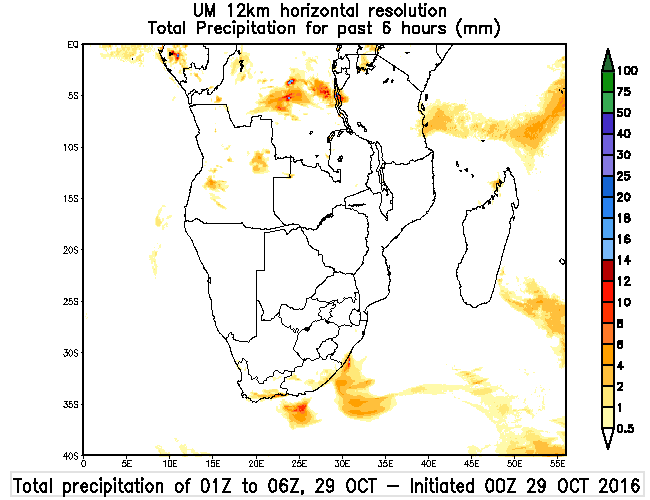 UM 12km horizontal resolution
Total Precipitation for past 6 hours (mm)
EQ
5S
10S
15S
20S
25S
30S
35S
40S
0 5E 10E 15E 20E 25E 30E 35E 40E 45E 50E 55E
100
75
50
40
30
25
20
18
16
14
12
10
8
6
4
2
1
0.5
Total precipitation of 01Z to 06Z, 29 OCT – Initiated 00Z 29 OCT 2016